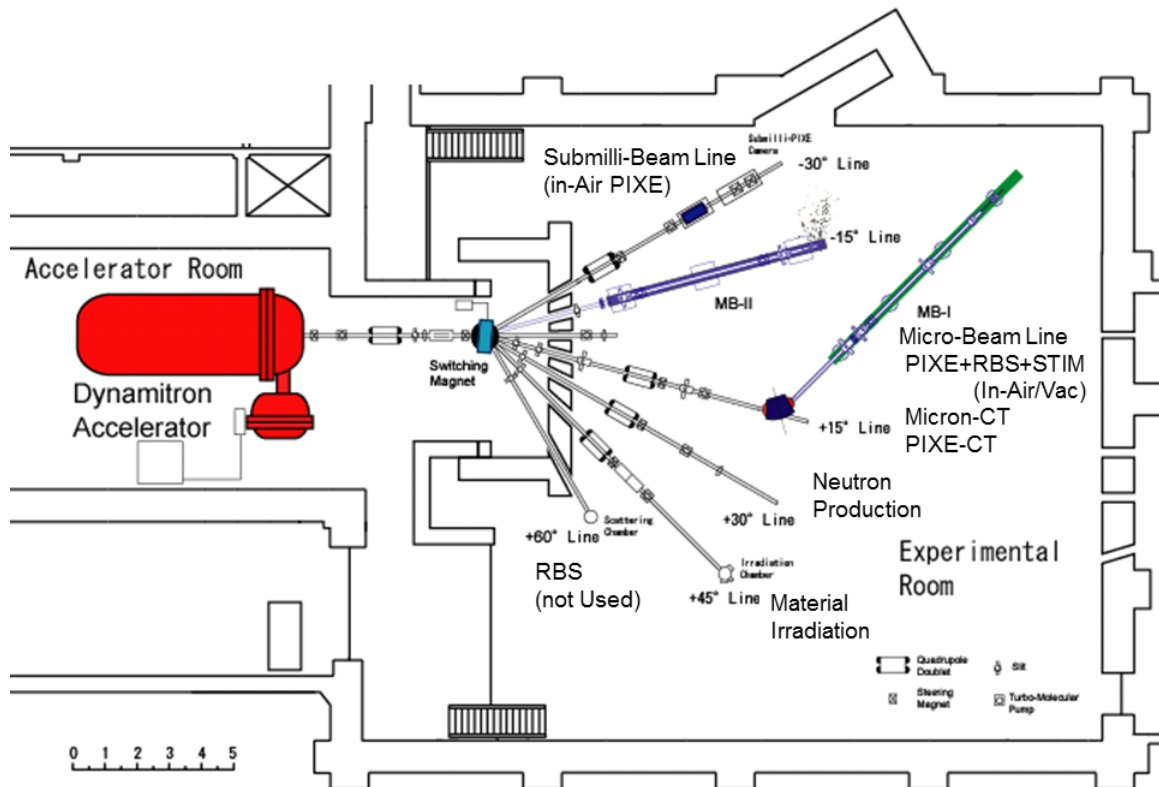 Submilli-PIXE
Camera
Submilli-Beam Line
(in-Air PIXE)
-30° Line
-15° Line
MB-II
Accelerator Room
Dynamitron
Accelerator
Switching
Magnet
MB-I
Micro-Beam Line
PIXE+RBS+STIM
(In-Air/Vac)
+15° Line
Micron-CT
PIXE-CT
Neutron
Production
+30° Line
Scattering
Chamber
+60° Line
RBS
(not Used)
Irradiation
Chamber
+45° Line
Material
Irradiation
Experimental
Room
Quadrupole
Doublet
Slit
Steering
Magnet
Turbo-Molecular
Pump
0 1 2 3 4 5